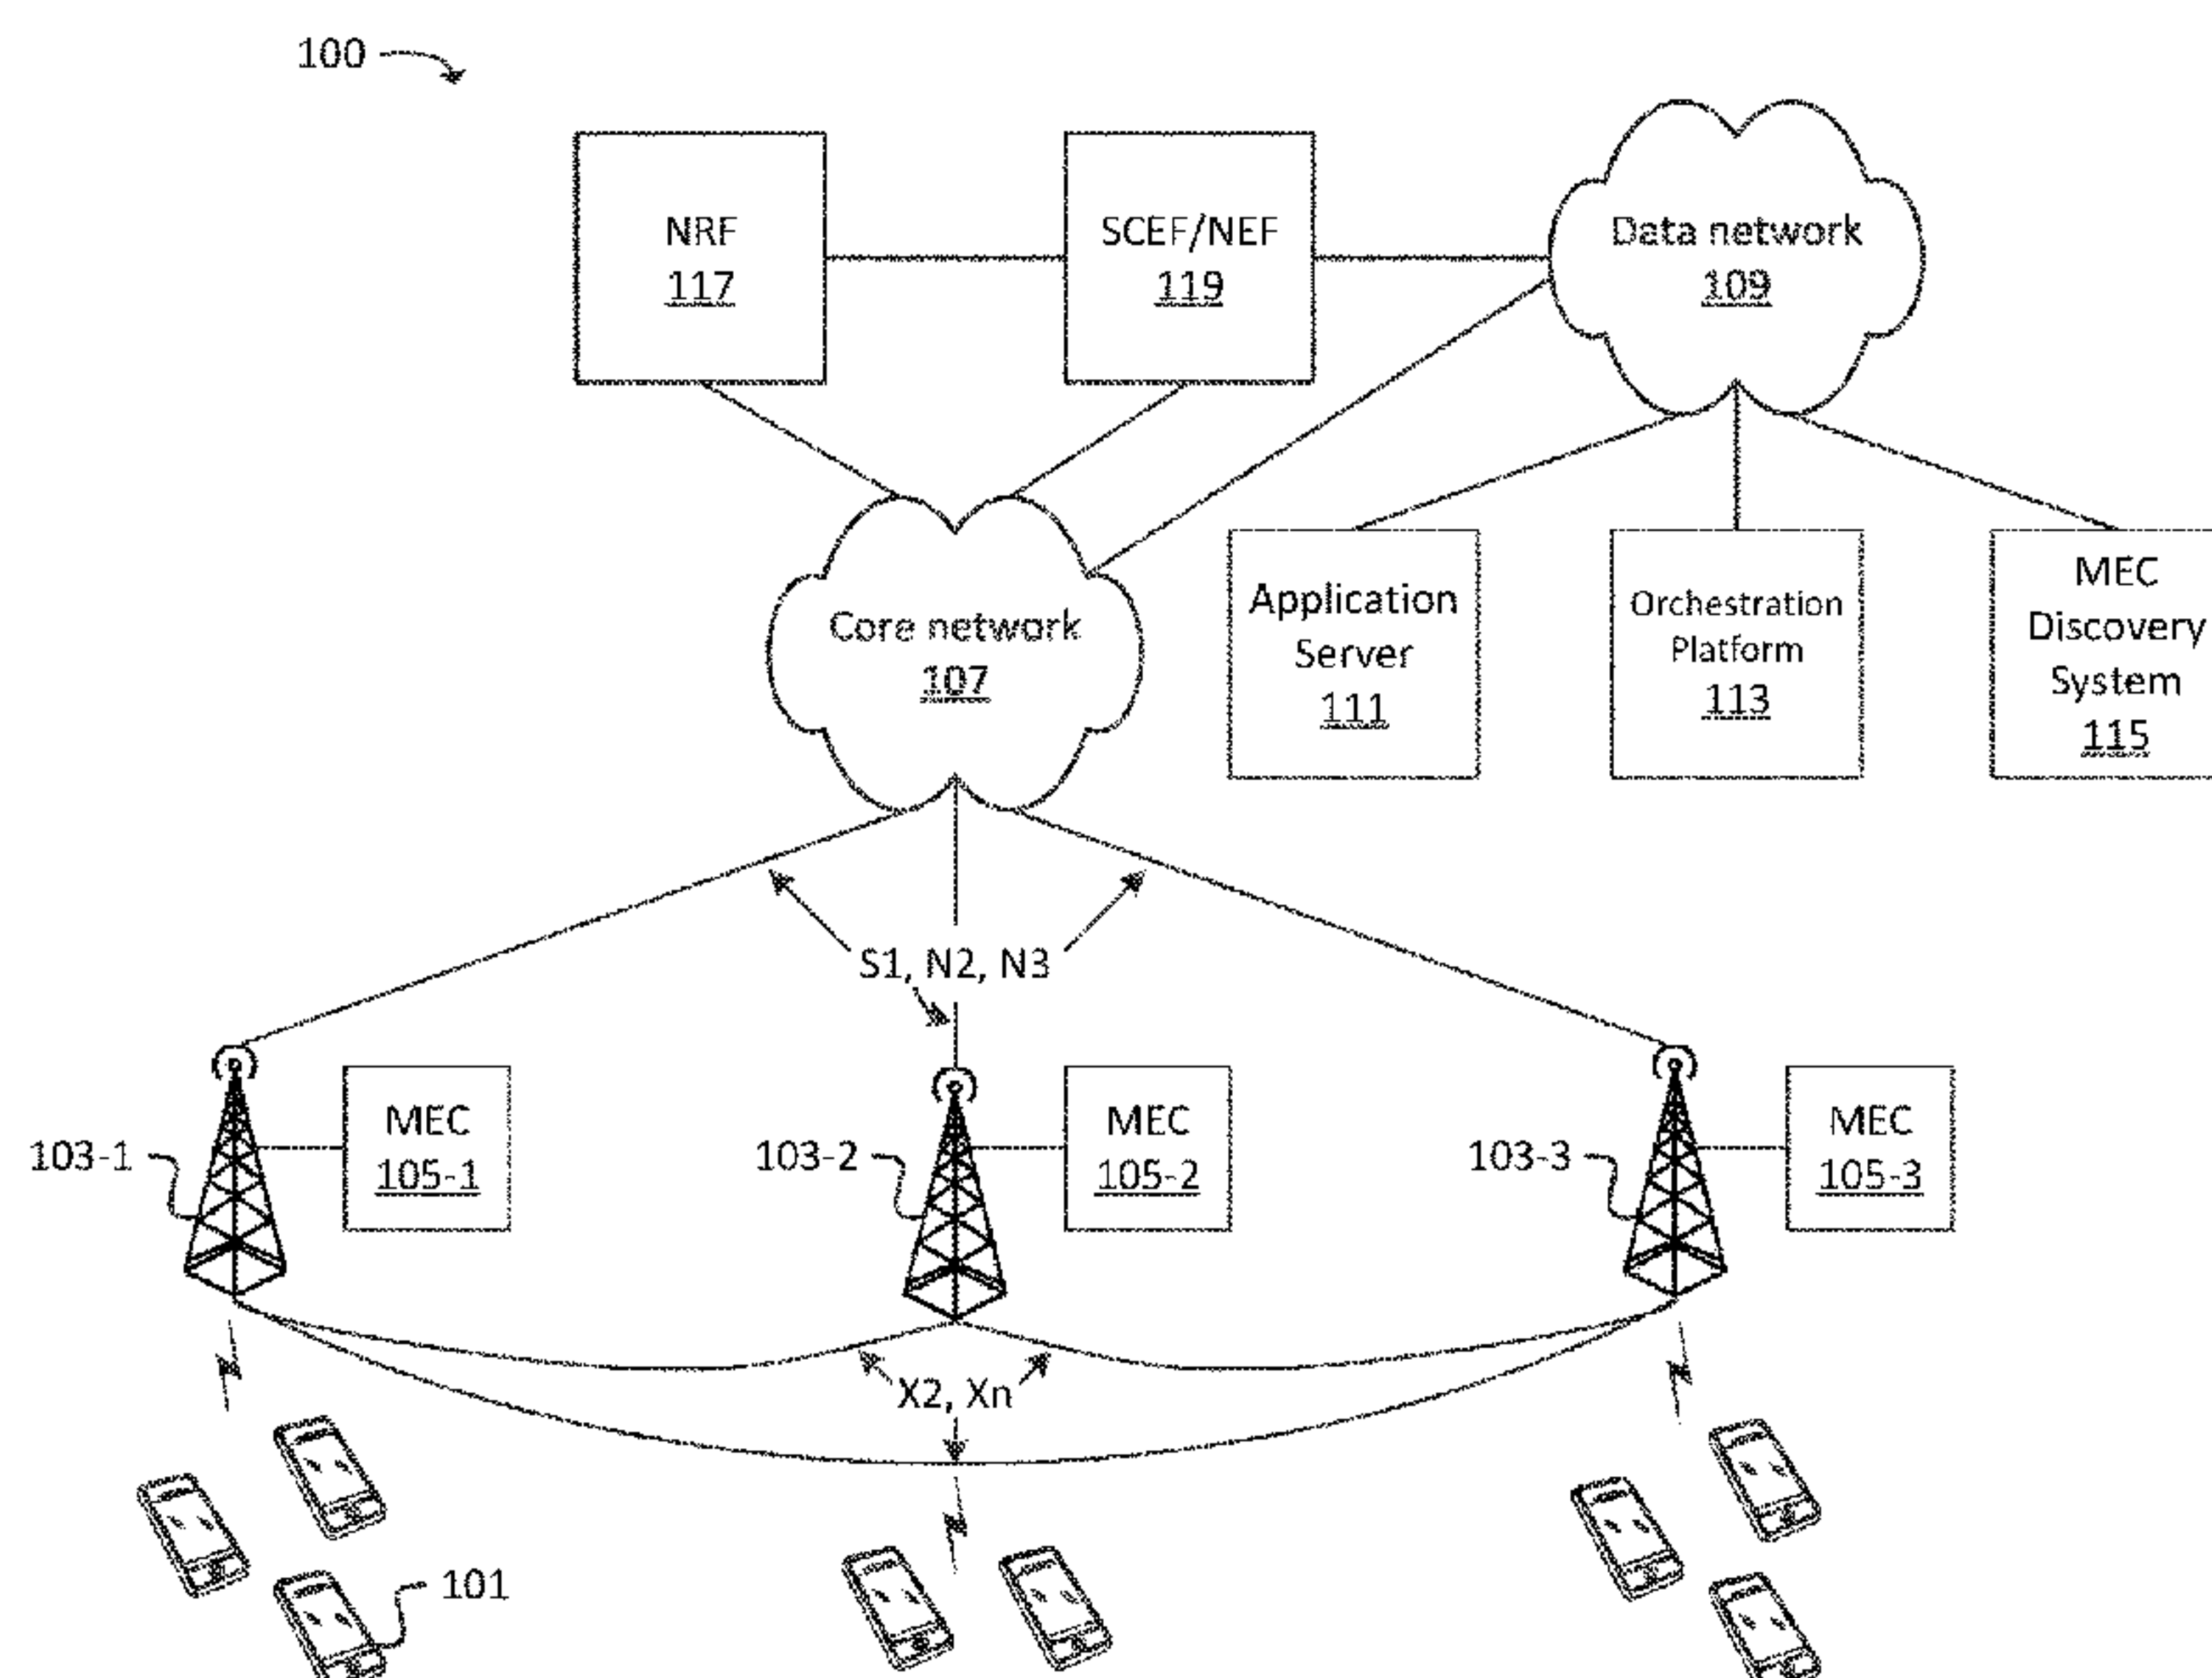 100
NRF
117
SCEF/NEF
119
Data network
109
Core network
107
Application
Server
111
Orchestration
Platform
113
MEC
Discovery
System
115
S1, N2, N3
103-1
MEC
105-1
103-2
MEC
105-2
103-3
MEC
105-3
X2, Xn
101